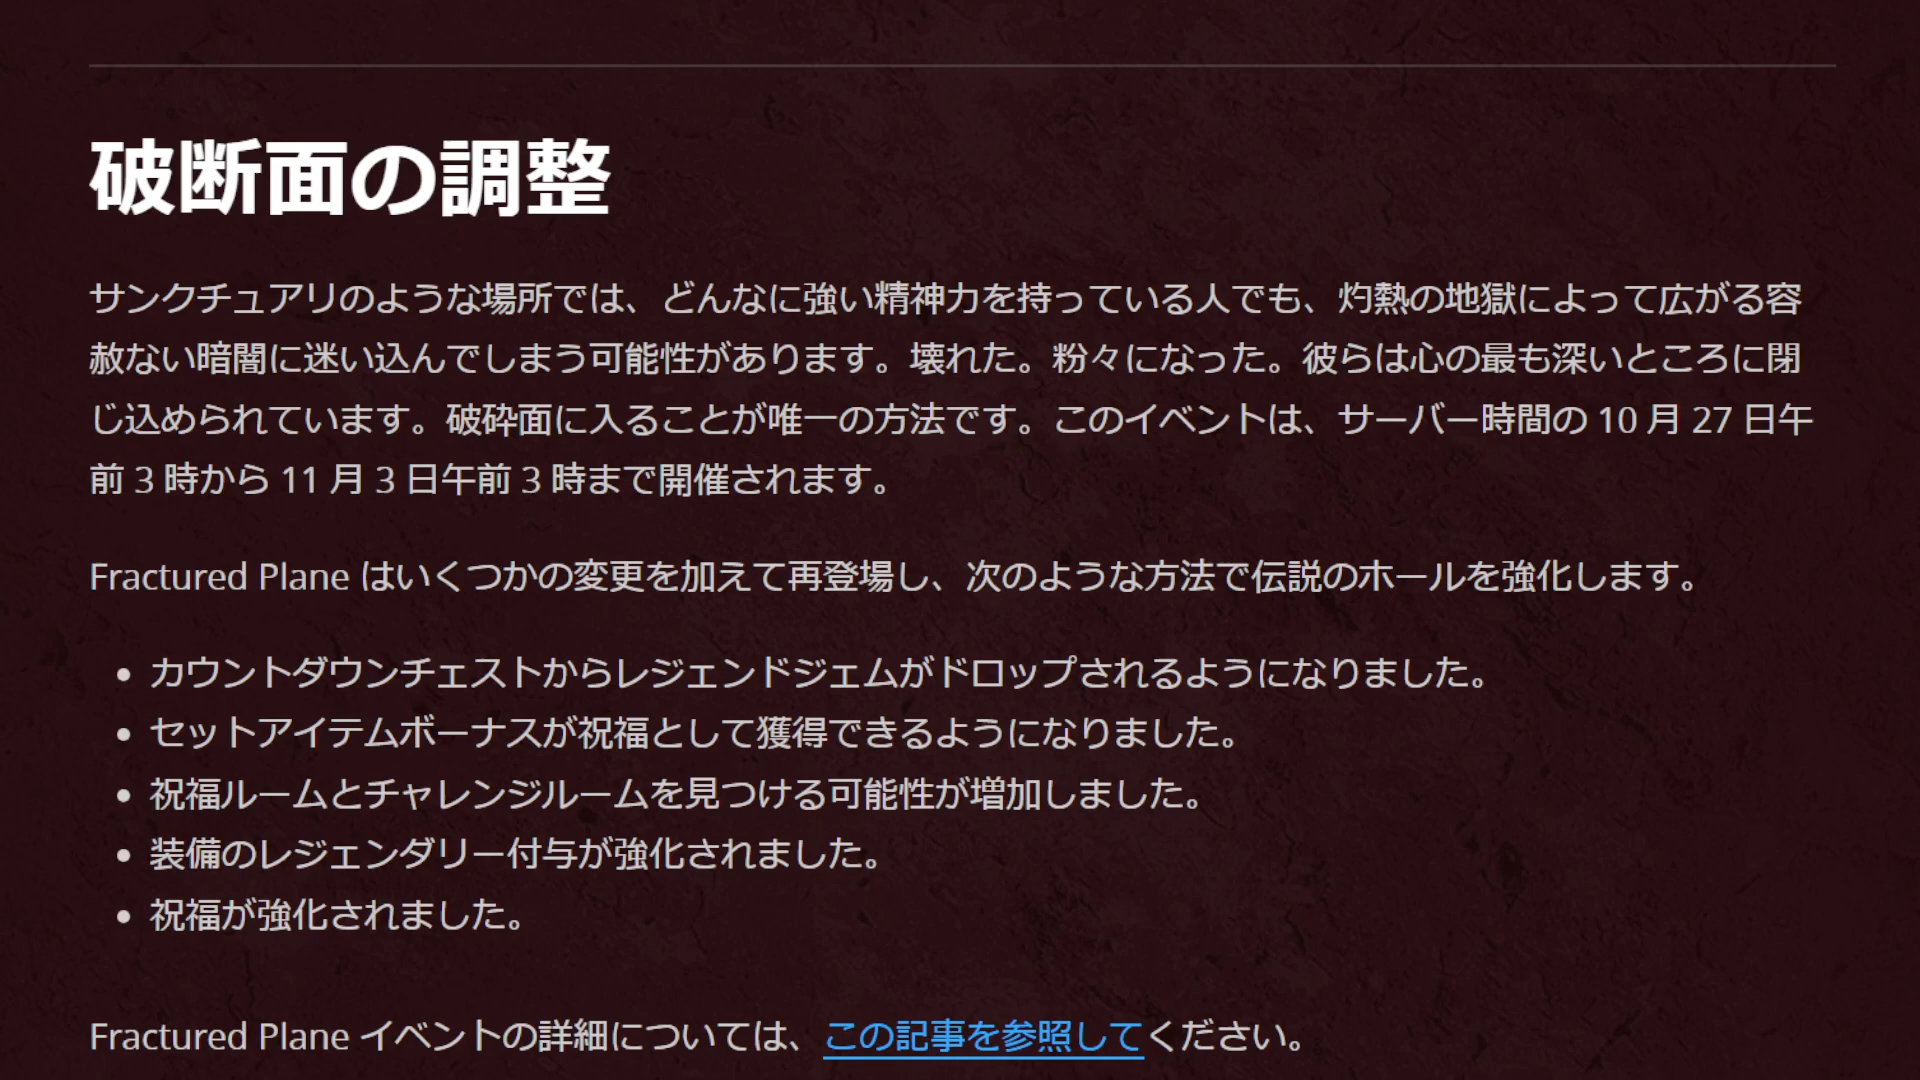 破断面の調整
サンクチュアリのような場所では、どんなに強い精神力を持っている人でも、灼熱の地獄によって広がる容
赦ない暗闇に迷い込んでしまう可能性があります。壊れた。粉々になった。彼らは心の最も深いところに閉
じ込められています。破砕面に入ることが唯一の方法です。このイベントは、サーバー時間の 10 月 27 日午
前 3 時から 11 月 3 日午前 3 時まで開催されます。
Fractured Plane はいくつかの変更を加えて再登場し、次のような方法で伝説のホールを強化します。
• カウントダウンチェストからレジェンドジェムがドロップされるようになりました。
• セットアイテムボーナスが祝福として獲得できるようになりました。
• 祝福ルームとチャレンジルームを見つける可能性が増加しました。
• 装備のレジェンダリー付与が強化されました。
• 祝福が強化されました。
Fractured Plane イベントの詳細については、この記事を参照してください。